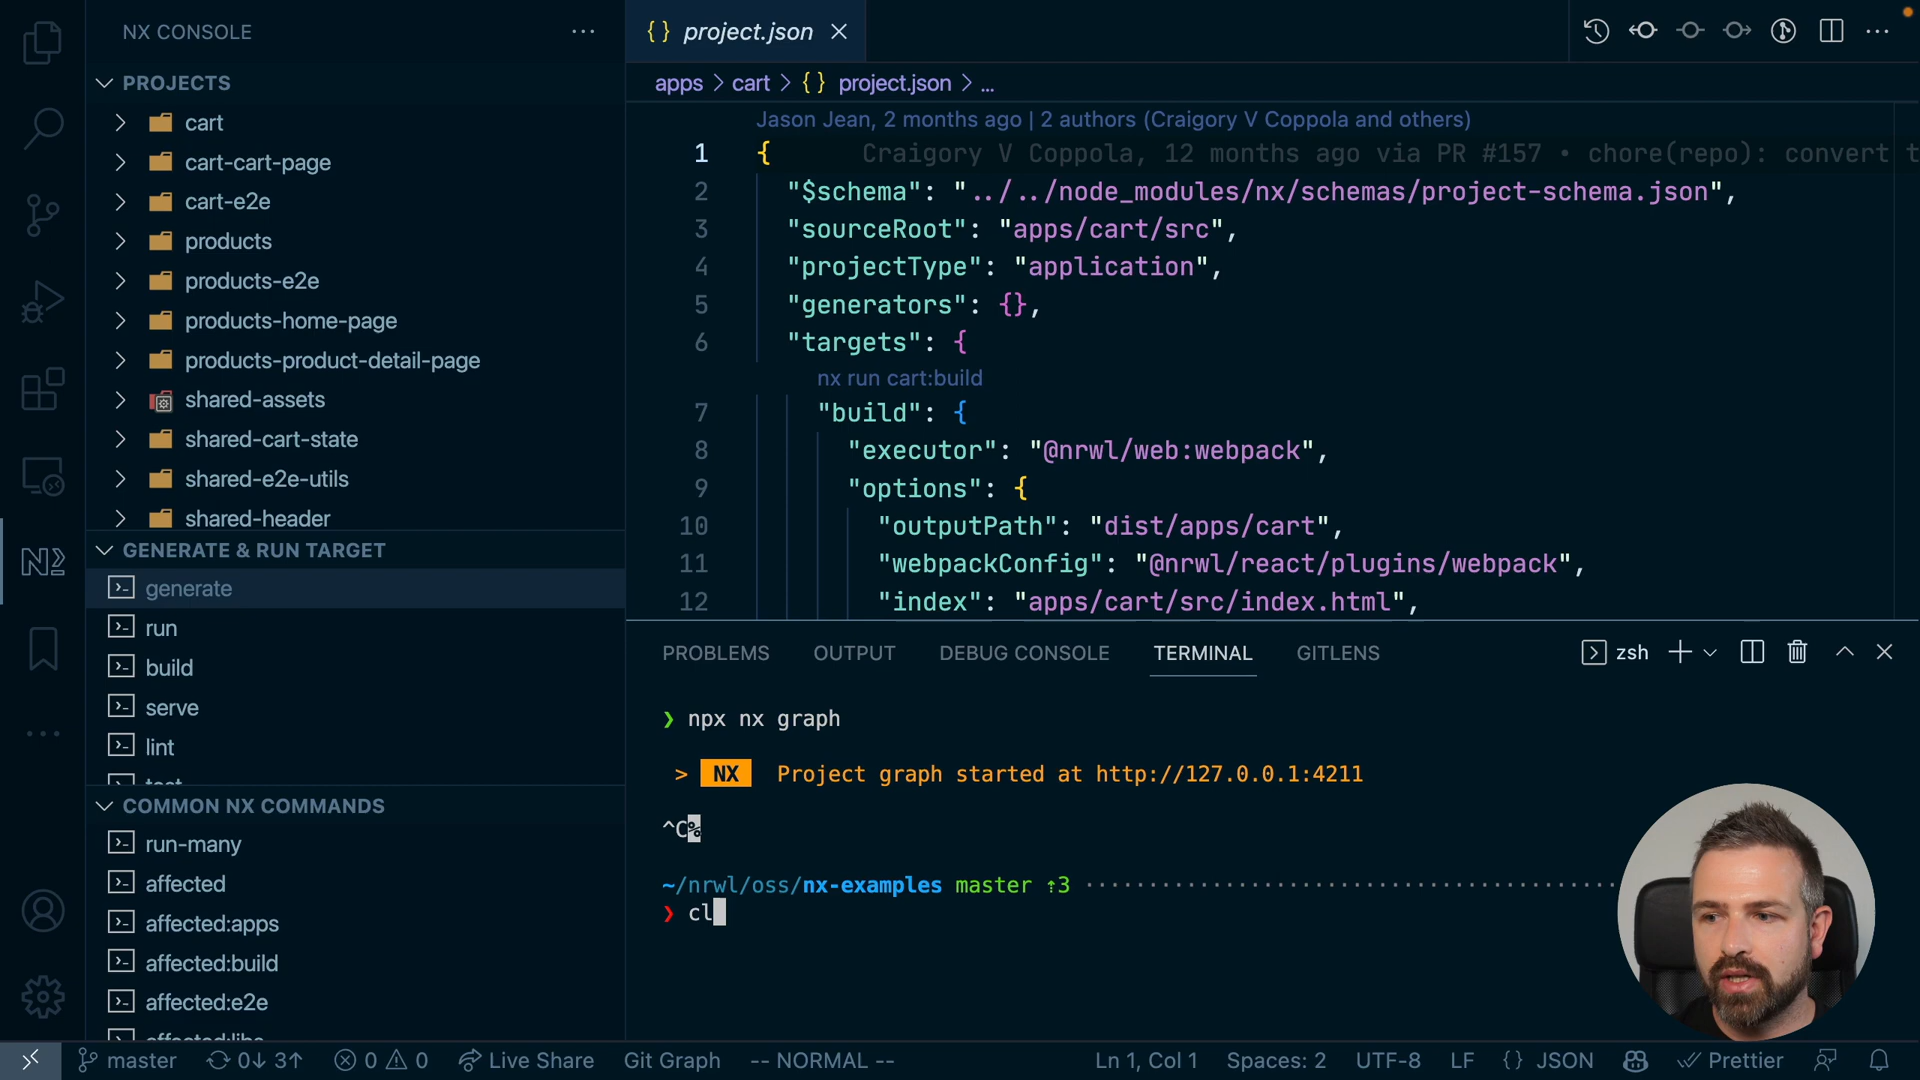 NX CONSOLE
PROJECTS
cart
cart-cart-page
cart-e2e
products
products-e2e
products-home-page
products-product-detail-page
shared-assets
shared-cart-state
shared-e2e-utils
shared-header
GENERATE & RUN TARGET
generate
run
build
serve
lint
test
COMMON NX COMMANDS
run-many
affected
affected:apps
affected:build
affected:e2e
affected:libs
{} project.json
apps > cart > {} project.json > ...
Jason Jean, 2 months ago | 2 authors (Craigory V Coppola and others)
1 { Craigory V Coppola, 12 months ago via PR #157 • chore(repo): convert t
2 "$schema": "../../node_modules/nx/schemas/project-schema.json",
3 "sourceRoot": "apps/cart/src",
4 "projectType": "application",
5 "generators": {},
6 "targets": {
nx run cart:build
7 "build": {
8 "executor": "@nrwl/web:webpack",
9 "options": {
10 "outputPath": "dist/apps/cart",
11 "webpackConfig": "@nrwl/react/plugins/webpack",
12 "index": "apps/cart/src/index.html",
PROBLEMS OUTPUT DEBUG CONSOLE TERMINAL GITLENS zsh
❯ npx nx graph
> NX Project graph started at http://127.0.0.1:4211
^C%
~/nrwl/oss/nx-examples master ⇡3
❯ cl
master 0↓ 3↑ 0 0 Live Share Git Graph -- NORMAL -- Ln 1, Col 1 Spaces: 2 UTF-8 LF {} JSON Prettier